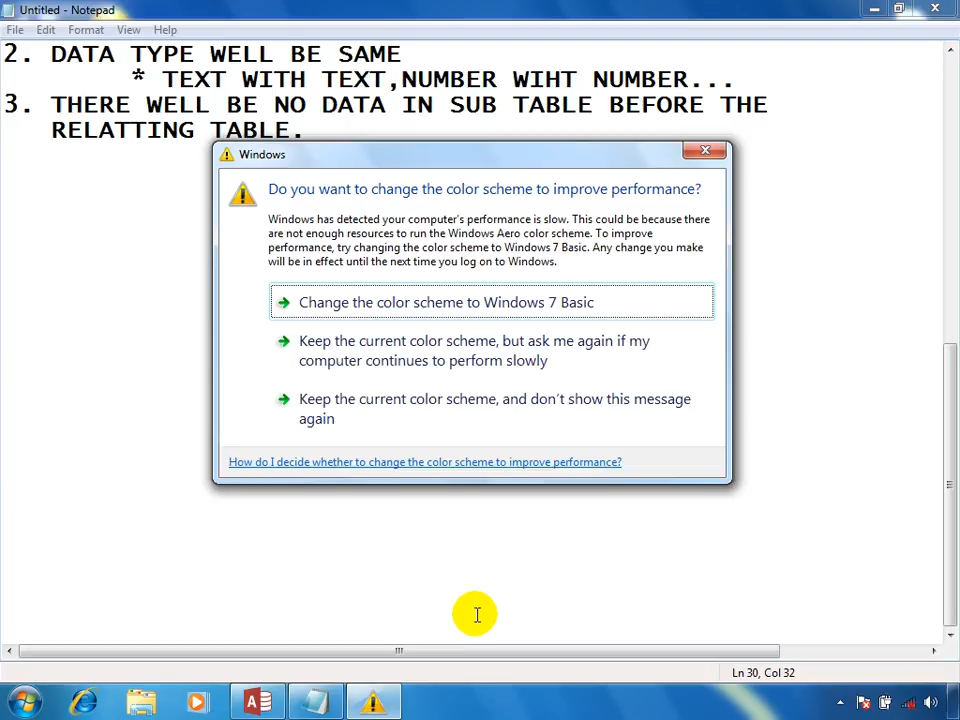 Untitled - Notepad
File Edit Format View Help
2. DATA TYPE WELL BE SAME
* TEXT WITH TEXT,NUMBER WIHT NUMBER...
3. THERE WELL BE NO DATA IN SUB TABLE BEFORE THE
RELATTING TABLE.
Windows
Do you want to change the color scheme to improve performance?
Windows has detected your computer's performance is slow. This could be because there
are not enough resources to run the Windows Aero color scheme. To improve
performance, try changing the color scheme to Windows 7 Basic. Any change you make
will be in effect until the next time you log on to Windows.
Change the color scheme to Windows 7 Basic
Keep the current color scheme, but ask me again if my
computer continues to perform slowly
Keep the current color scheme, and don't show this message
again
How do I decide whether to change the color scheme to improve performance?
Ln 30, Col 32